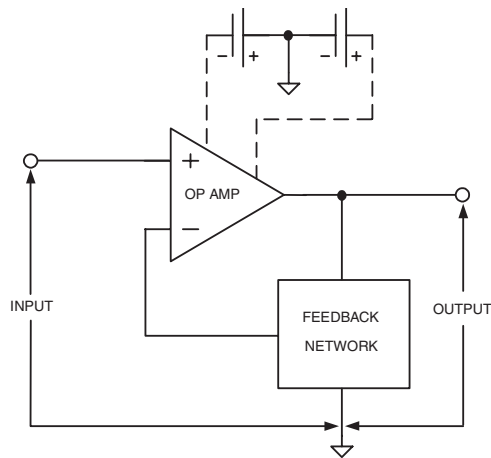 − + − +
+
OP AMP
−
INPUT
FEEDBACK
NETWORK
OUTPUT